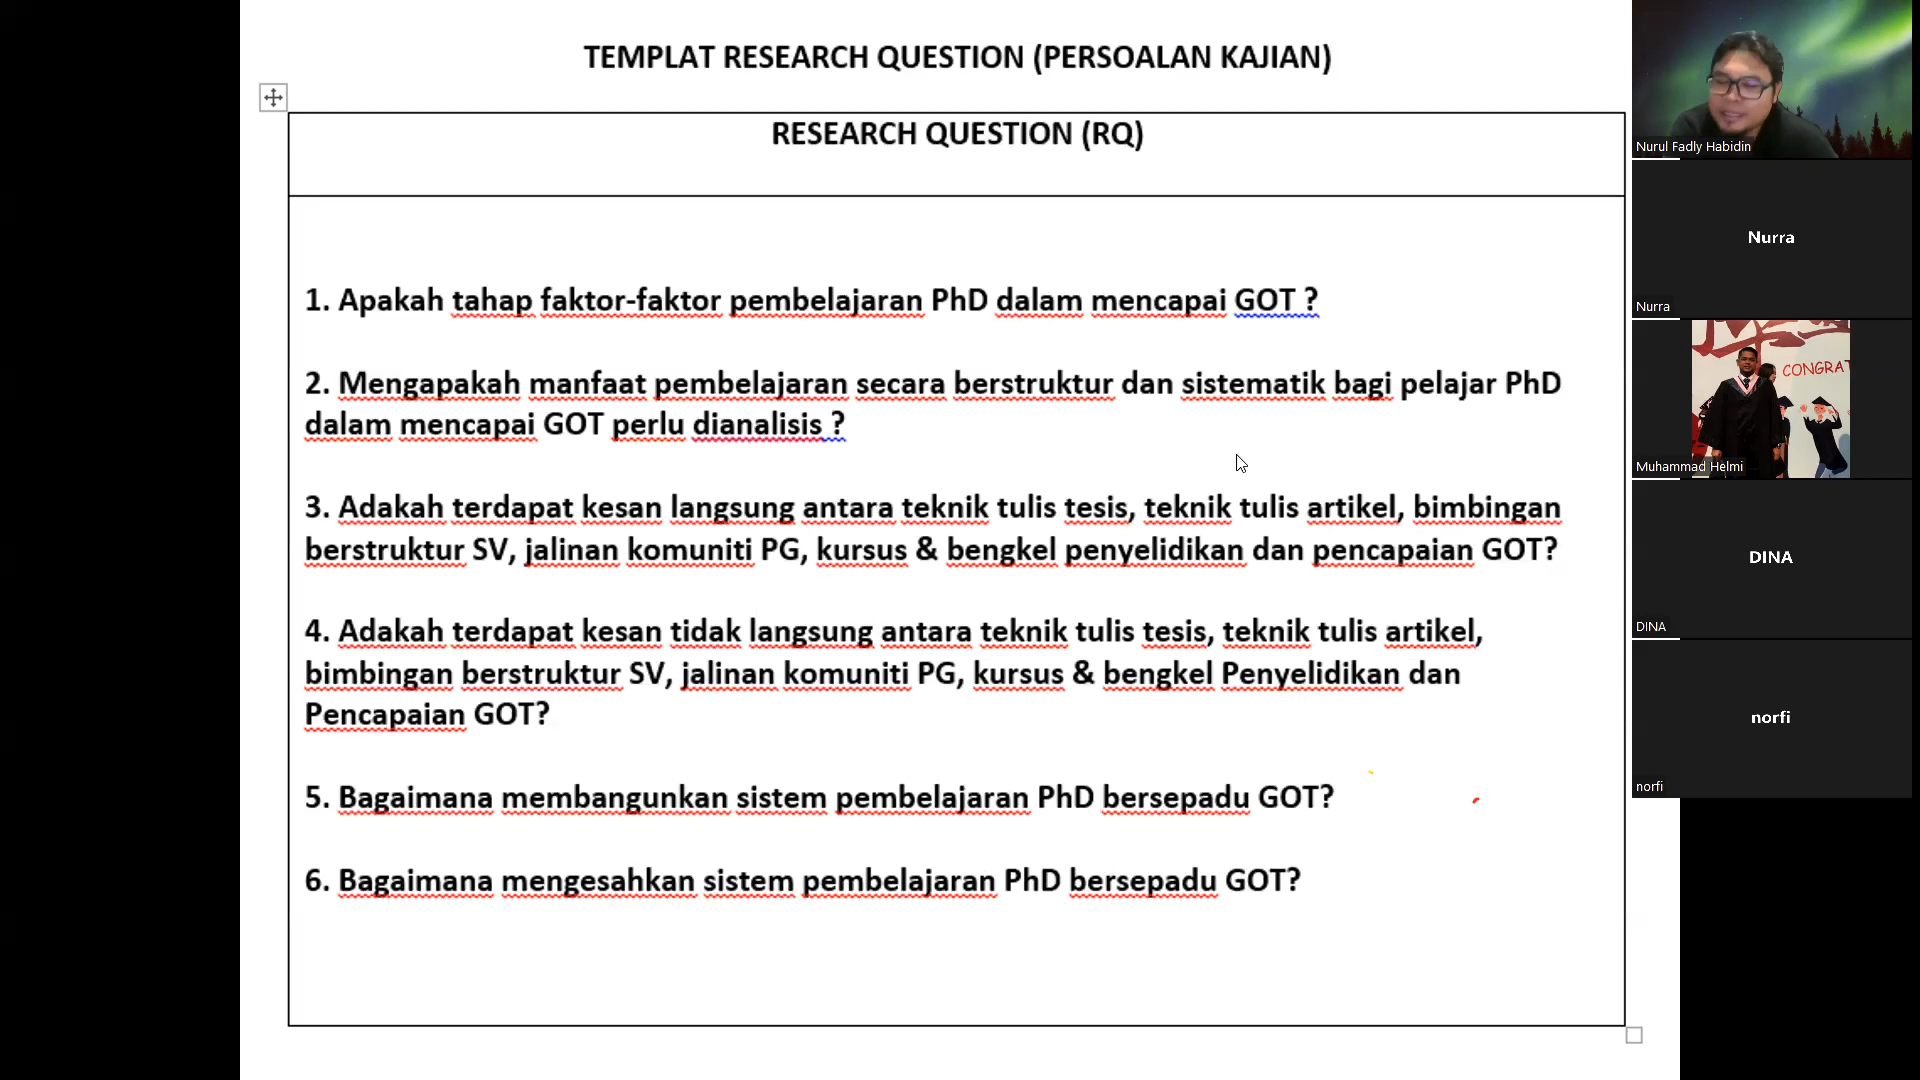 TEMPLAT RESEARCH QUESTION (PERSOALAN KAJIAN)
RESEARCH QUESTION (RQ)
1. Apakah tahap faktor-faktor pembelajaran PhD dalam mencapai GOT ?
2. Mengapakah manfaat pembelajaran secara berstruktur dan sistematik bagi pelajar PhD
dalam mencapai GOT perlu dianalisis ?
3. Adakah terdapat kesan langsung antara teknik tulis tesis, teknik tulis artikel, bimbingan
berstruktur SV, jalinan komuniti PG, kursus & bengkel penyelidikan dan pencapaian GOT?
4. Adakah terdapat kesan tidak langsung antara teknik tulis tesis, teknik tulis artikel,
bimbingan berstruktur SV, jalinan komuniti PG, kursus & bengkel Penyelidikan dan
Pencapaian GOT?
5. Bagaimana membangunkan sistem pembelajaran PhD bersepadu GOT?
6. Bagaimana mengesahkan sistem pembelajaran PhD bersepadu GOT?
Nurul Fadly Habidin
Nurra
Nurra
CONGRAT
Muhammad Helmi
DINA
DINA
norfi
norfi